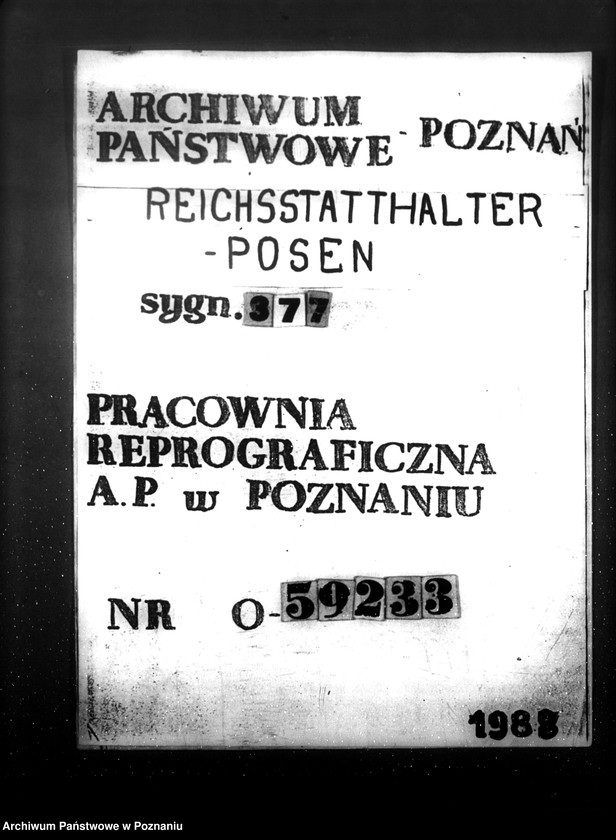 ARCHIWUM
PAŃSTWOWE - POZNAŃ
REICHSSTATTHALTER
-POSEN
sygn. 377
PRACOWNIA
REPROGRAFICZNA
A.P. w POZNANIU
NR O-59233
1988
Archiwum Państwowe w Poznaniu